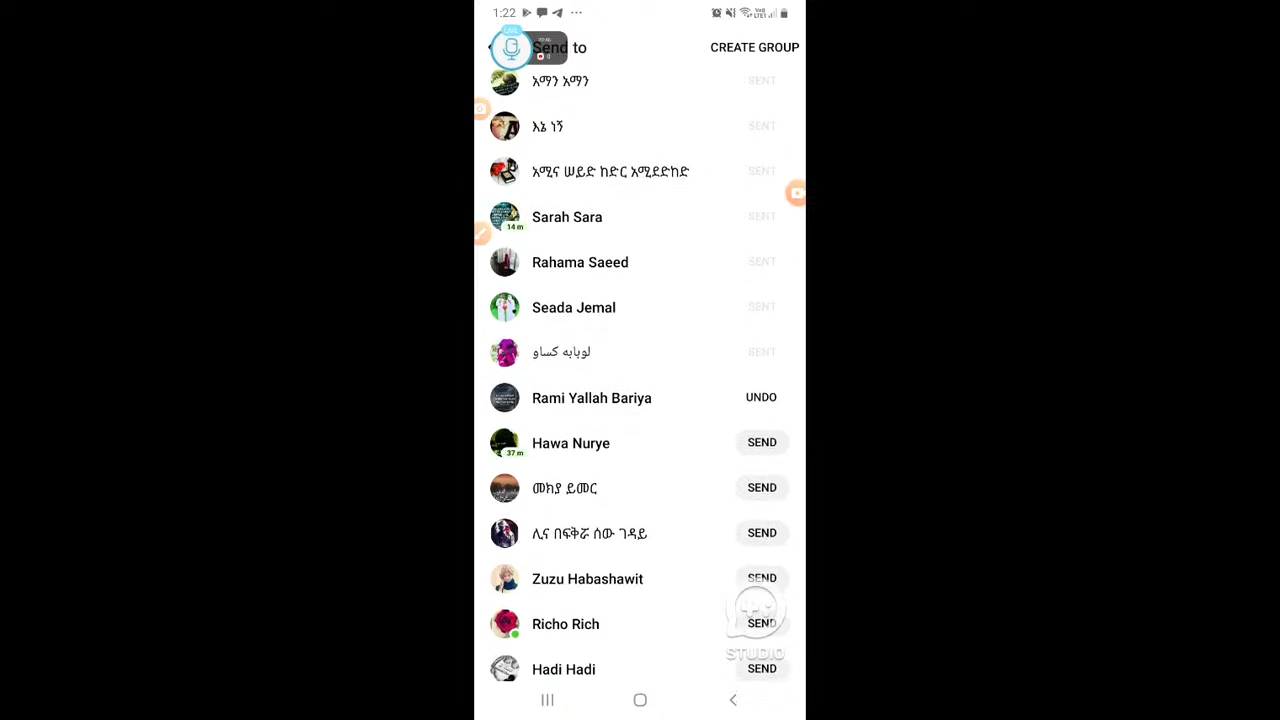 1:22
LIVE
Send to
CREATE GROUP
አማን አማን SENT
እኔ ነኝ SENT
አሚና ሠይድ ከድር አሚደድከድ SENT
Sarah Sara SENT
14 m
Rahama Saeed SENT
Seada Jemal SENT
لوبابه كساو SENT
Rami Yallah Bariya UNDO
Hawa Nurye SEND
37 m
መክያ ይመር SEND
ሊና በፍቅሯ ሰው ገዳይ SEND
Zuzu Habashawit SEND
Richo Rich SEND
STUDIO
Hadi Hadi SEND